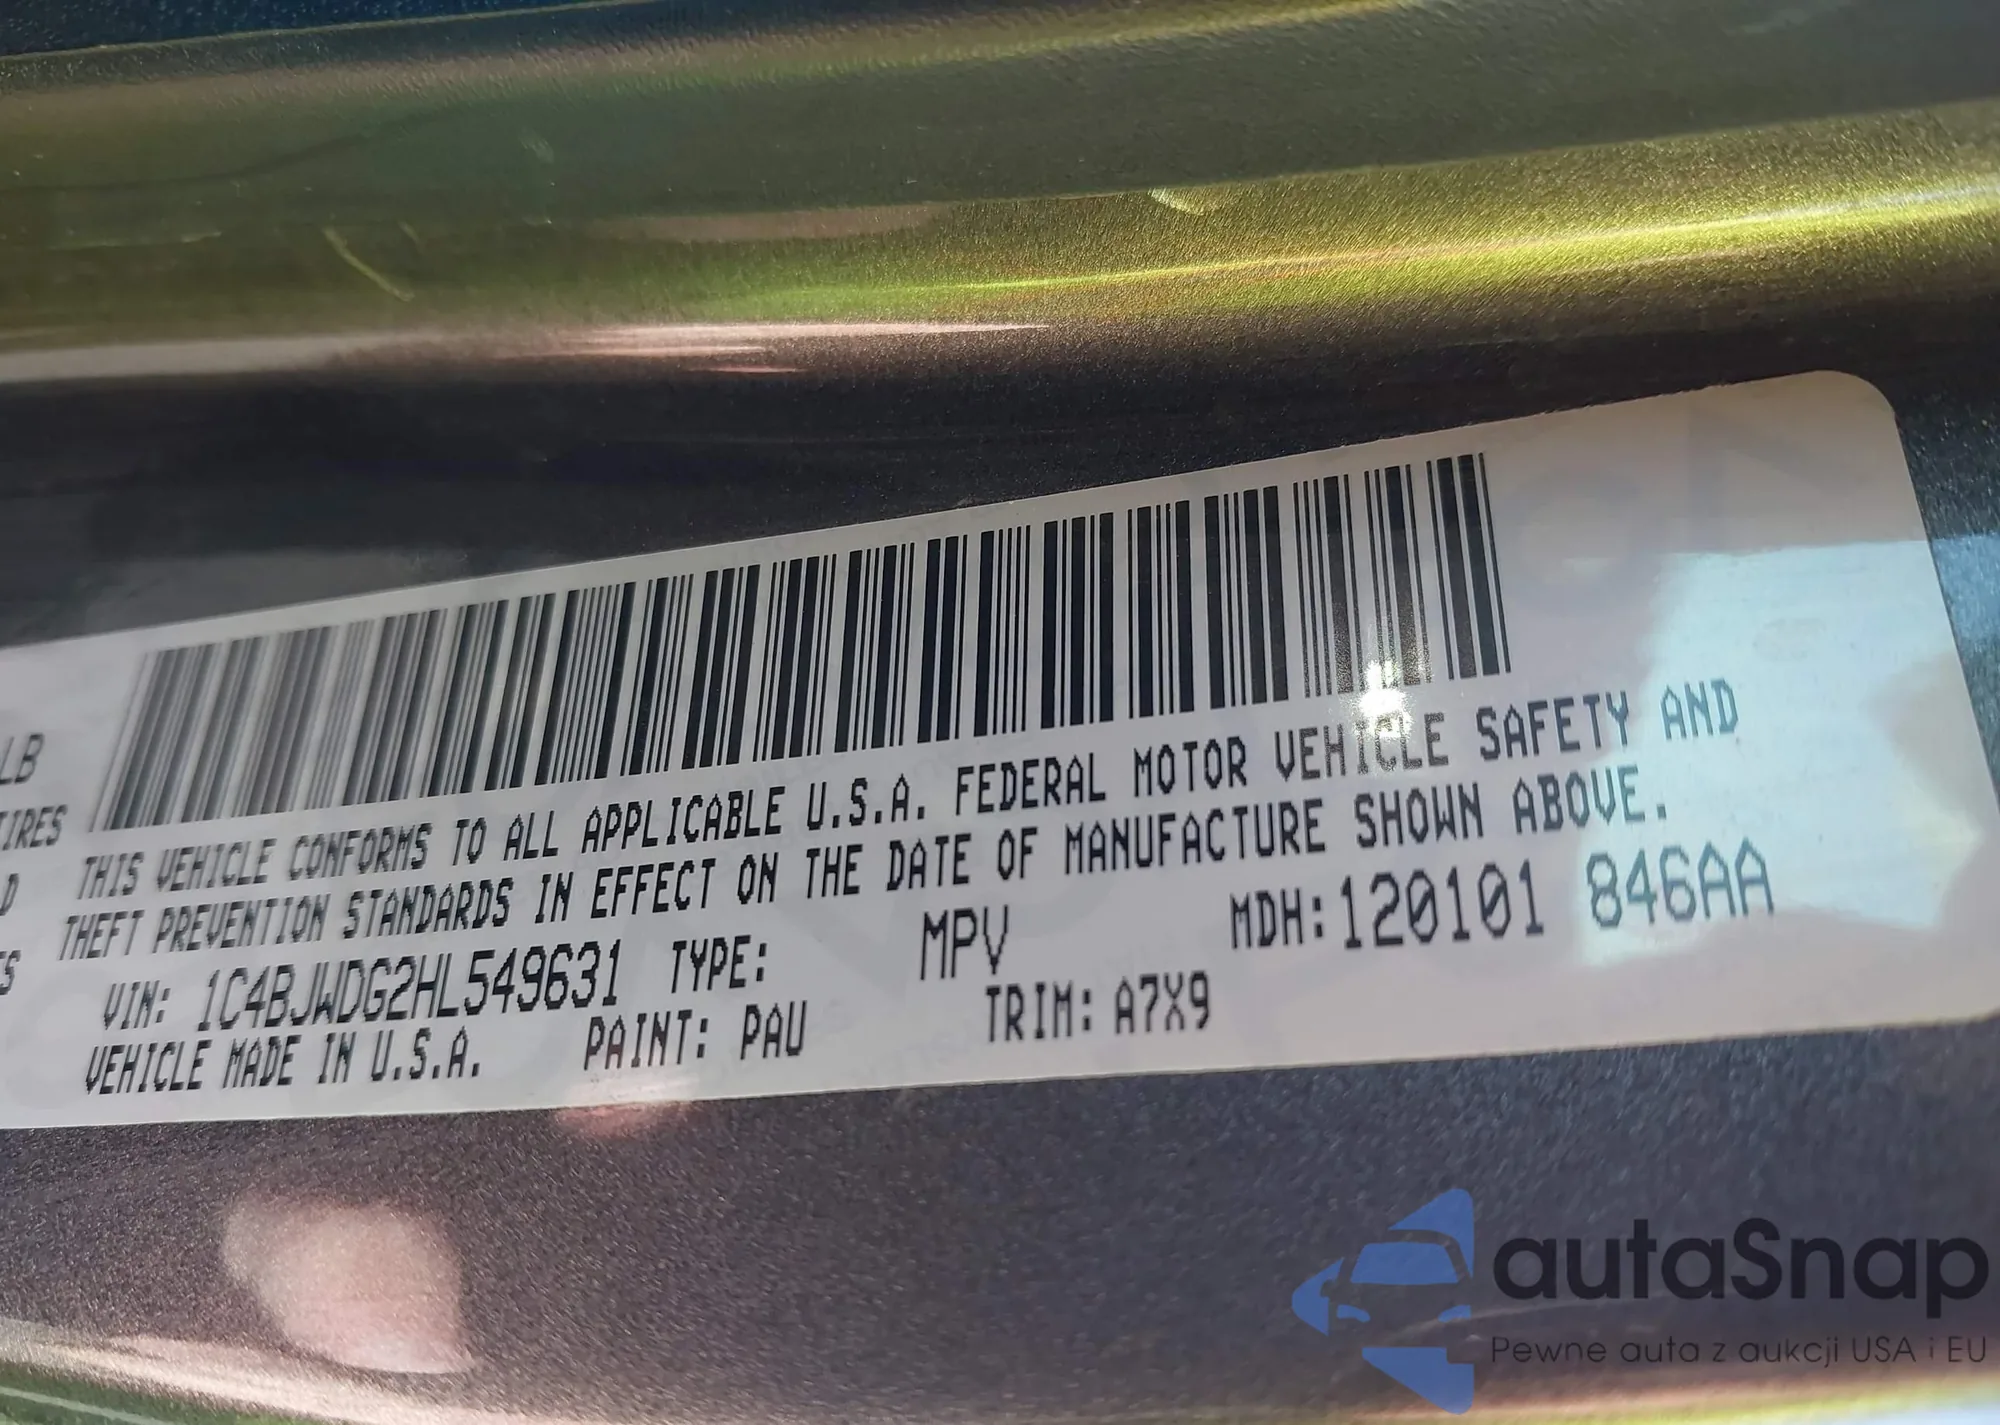 LB
TIRES
D
THIS VEHICLE CONFORMS TO ALL APPLICABLE U.S.A. FEDERAL MOTOR VEHICLE SAFETY AND
THEFT PREVENTION STANDARDS IN EFFECT ON THE DATE OF MANUFACTURE SHOWN ABOVE.
VIN: 1C4BJWDG2HL549631 TYPE: MPV MDH: 120101 846AA
VEHICLE MADE IN U.S.A. PAINT: PAU TRIM: A7X9
autaSnap
Pewne auta z aukcji USA i EU